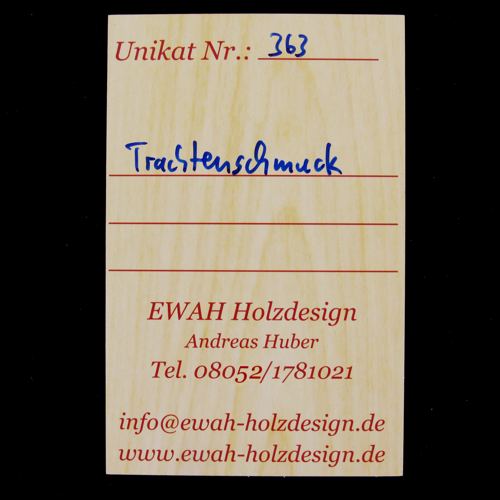 Unikat Nr.: 363
Trachtenschmuck
EWAH Holzdesign
Andreas Huber
Tel. 08052/1781021
info@ewah-holzdesign.de
www.ewah-holzdesign.de